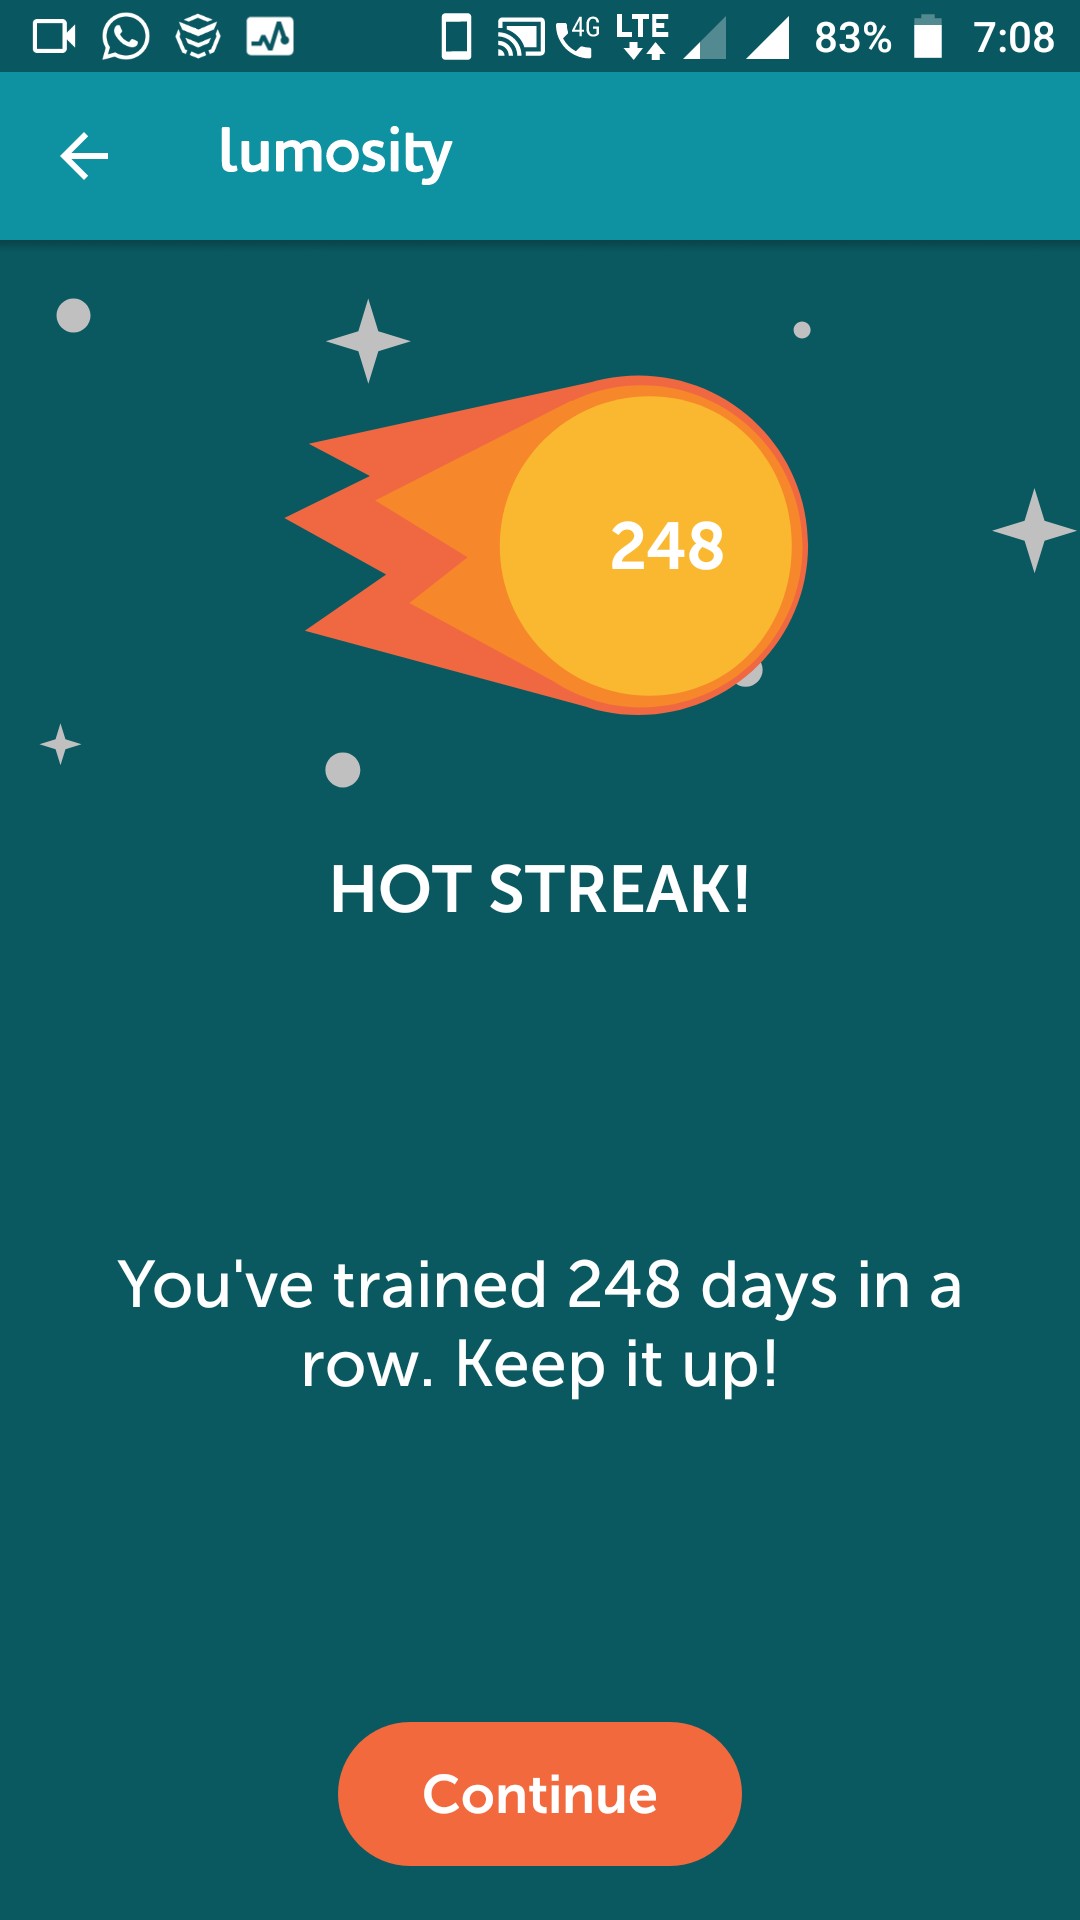 4G LTE 83% 7:08
lumosity
248
HOT STREAK!
You've trained 248 days in a
row. Keep it up!
Continue